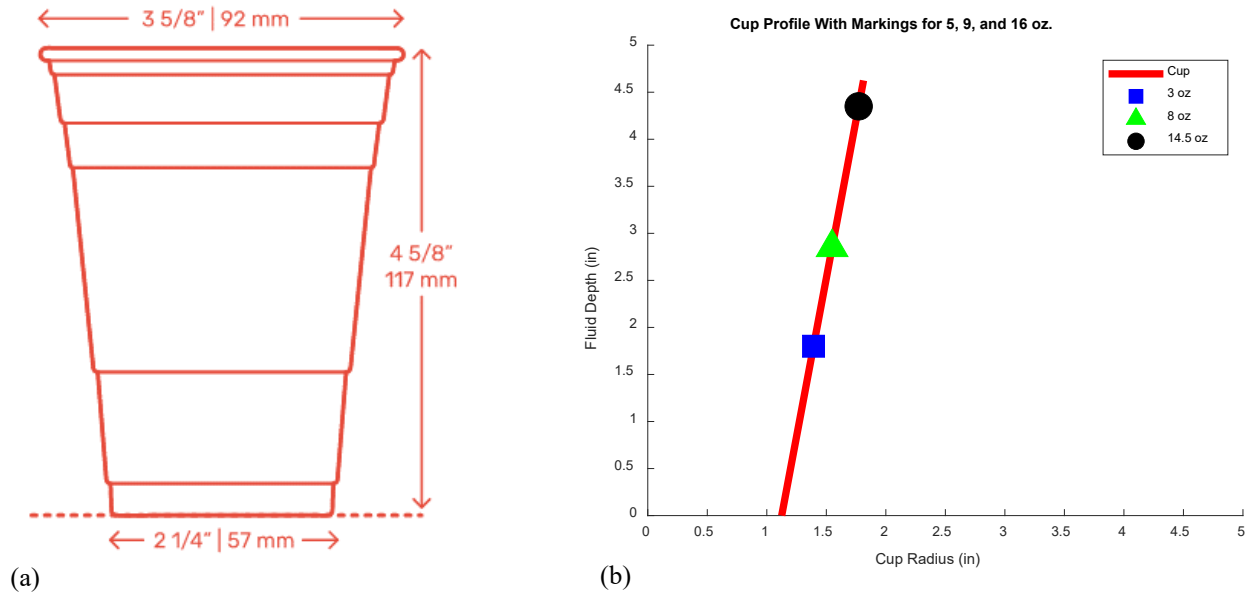 3 5/8" | 92 mm
4 5/8"
117 mm
2 1/4" | 57 mm
(a)
Cup Profile With Markings for 5, 9, and 16 oz.
5
4.5
4
3.5
3
2.5
2
1.5
1
0.5
0
Fluid Depth (in)
0 0.5 1 1.5 2 2.5 3 3.5 4 4.5 5
Cup Radius (in)
Cup
3 oz
8 oz
14.5 oz
(b)